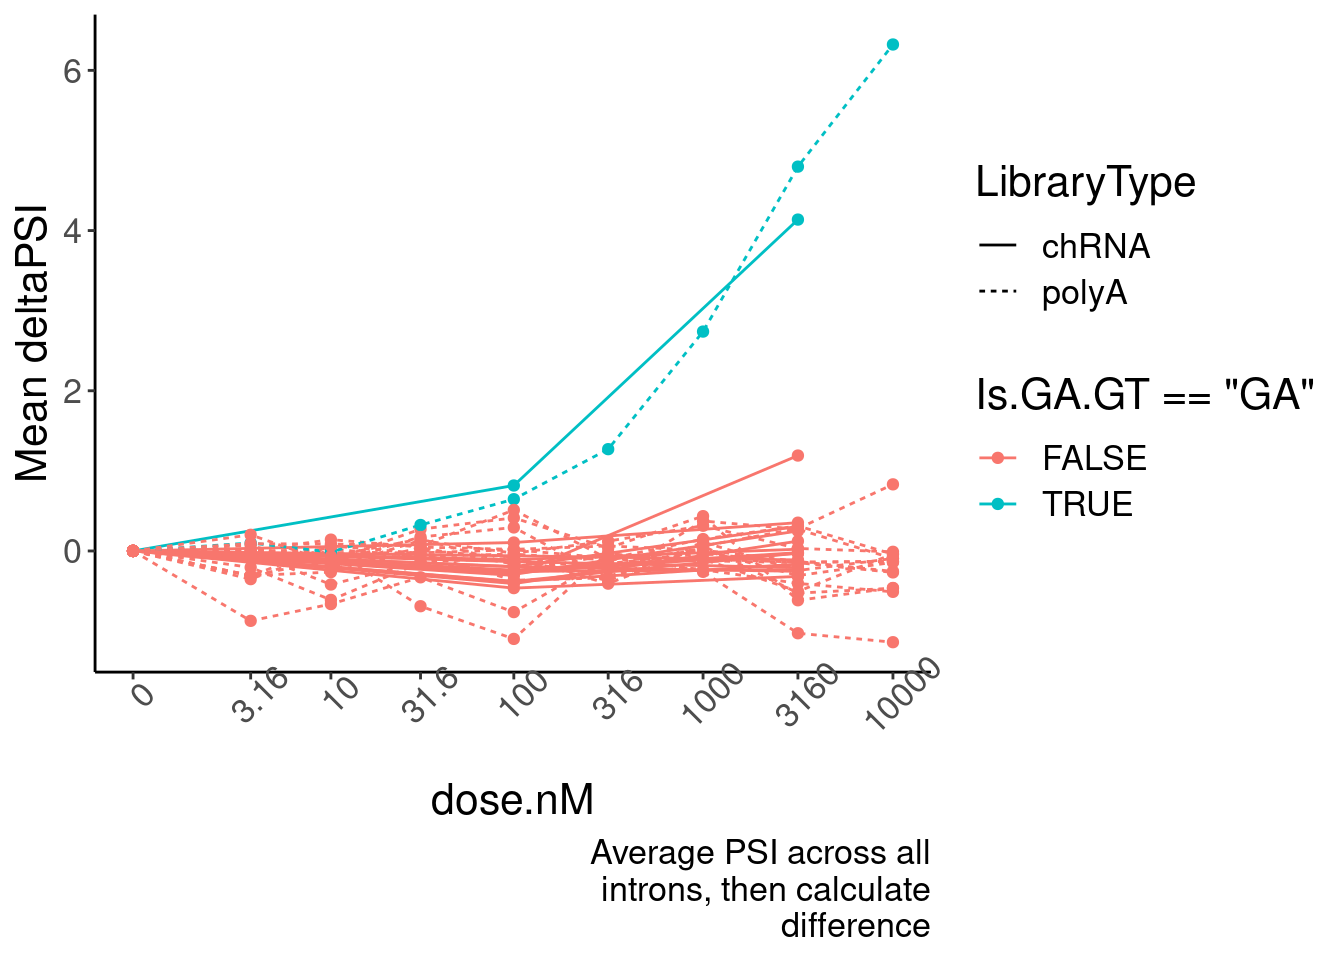 6
4
2
0
Mean deltaPSI
0
3.16
10
31.6
100
316
1000
3160
10000
dose.nM
Average PSI across all
introns, then calculate
difference
LibraryType
chRNA
polyA
Is.GA.GT == "GA"
FALSE
TRUE